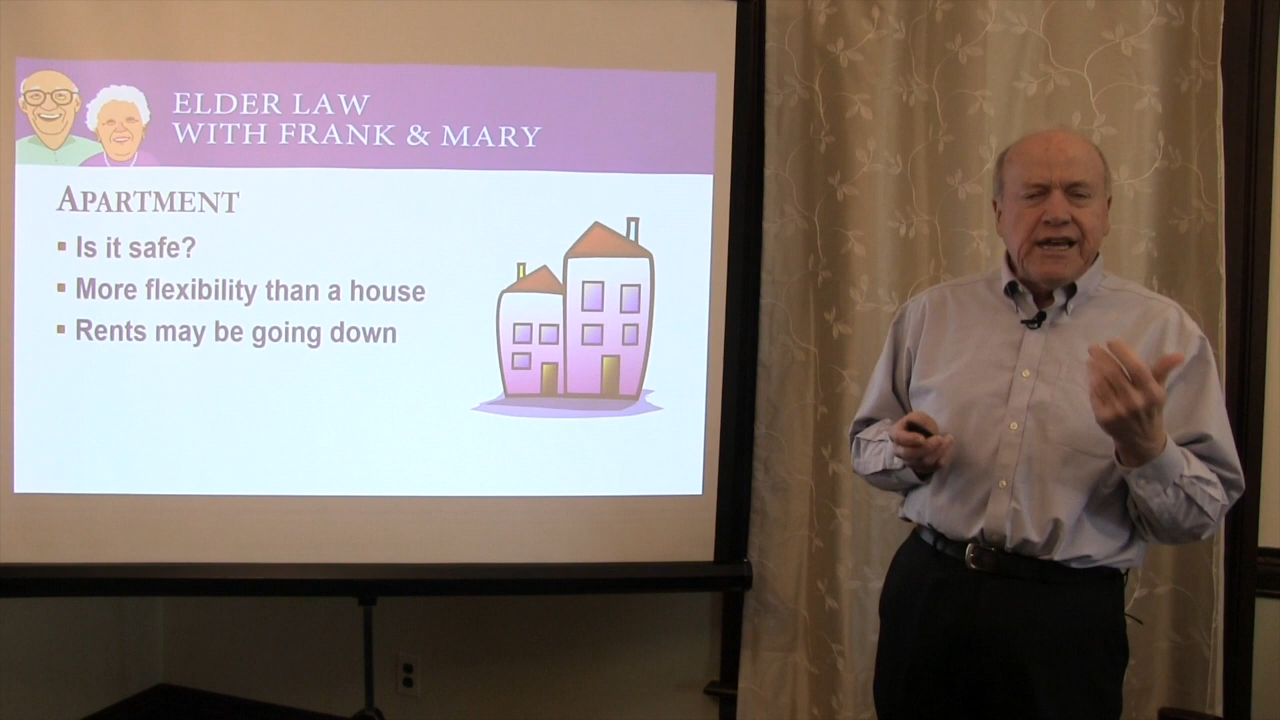 ELDER LAW
WITH FRANK & MARY
APARTMENT
▪ Is it safe?
▪ More flexibility than a house
▪ Rents may be going down